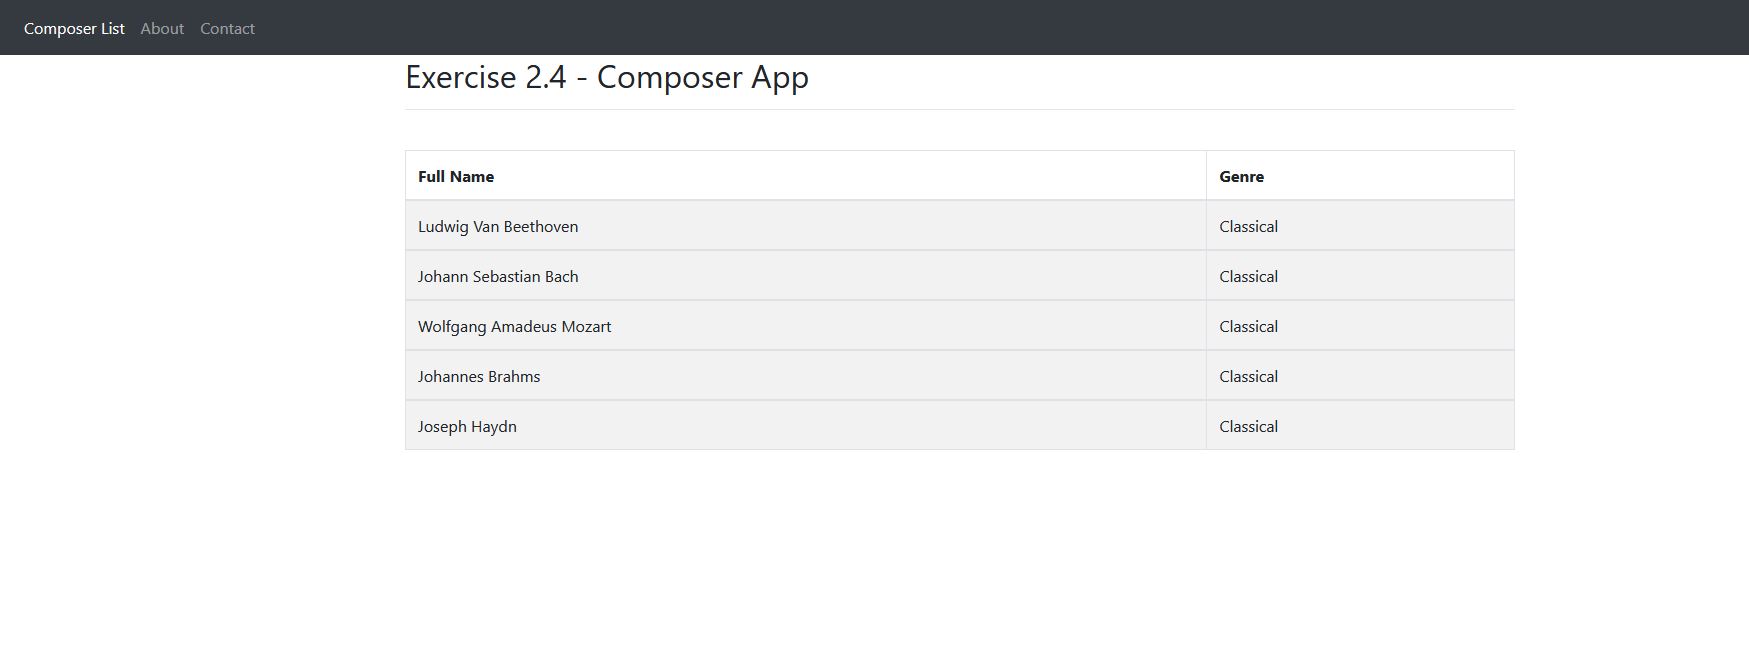 Composer List About Contact
Exercise 2.4 - Composer App
Full Name Genre
Ludwig Van Beethoven Classical
Johann Sebastian Bach Classical
Wolfgang Amadeus Mozart Classical
Johannes Brahms Classical
Joseph Haydn Classical